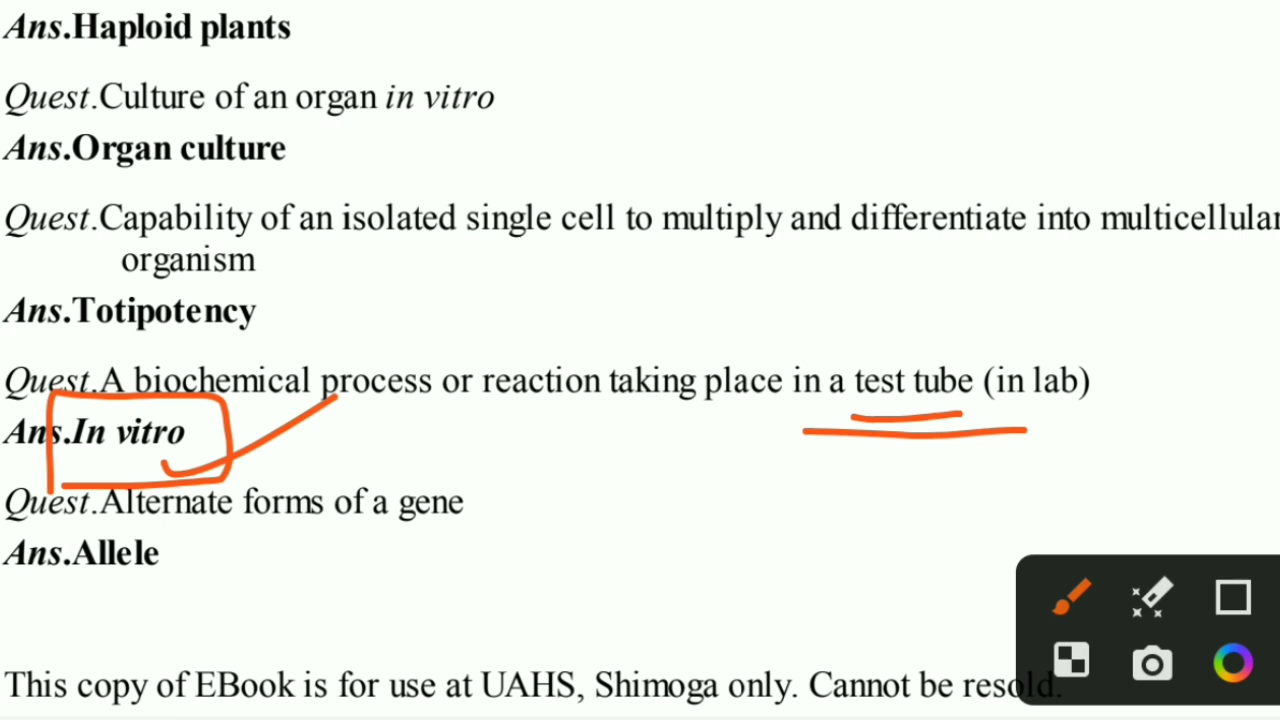 Ans.Haploid plants
Quest.Culture of an organ in vitro
Ans.Organ culture
Quest.Capability of an isolated single cell to multiply and differentiate into multicellular
organism
Ans.Totipotency
Quest.A biochemical process or reaction taking place in a test tube (in lab)
Ans.In vitro
Quest.Alternate forms of a gene
Ans.Allele
This copy of EBook is for use at UAHS, Shimoga only. Cannot be resold.